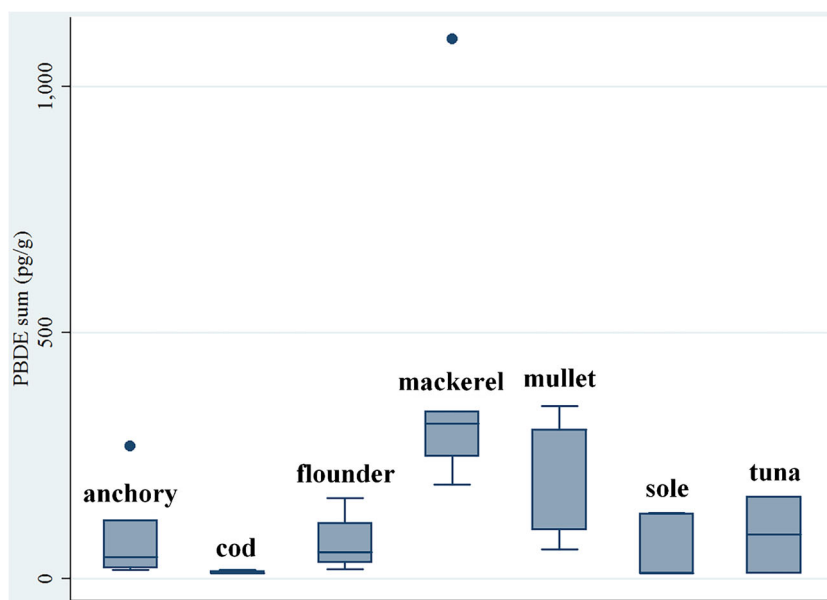 PBDE sum (pg/g)
1,000
500
0
anchory
cod
flounder
mackerel
mullet
sole
tuna